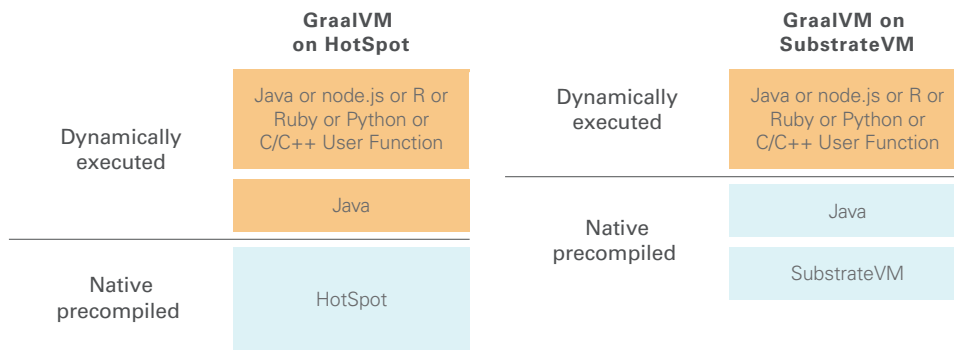 GraalVM
on HotSpot
Dynamically
executed
Java or node.js or R or
Ruby or Python or
C/C++ User Function
Java
Native
precompiled
HotSpot
GraalVM on
SubstrateVM
Dynamically
executed
Java or node.js or R or
Ruby or Python or
C/C++ User Function
Native
precompiled
Java
SubstrateVM